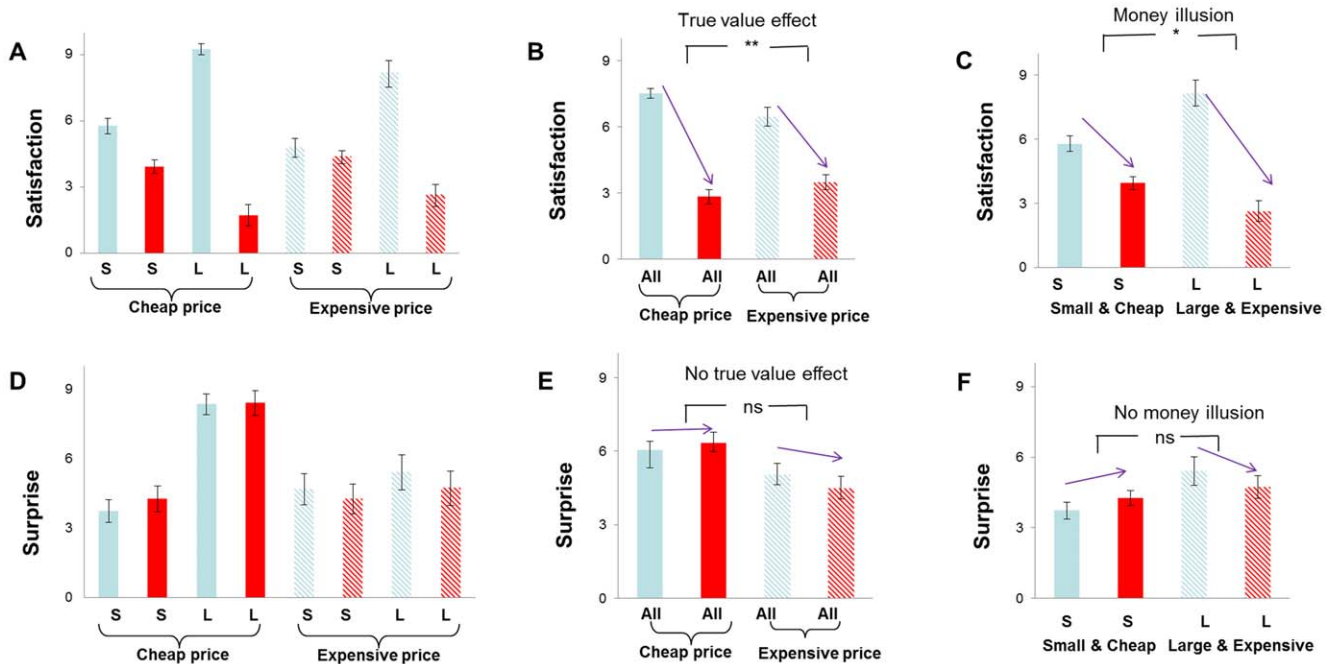 A
Satisfaction
9
6
3
0
S S L L S S L L
Cheap price Expensive price
B
True value effect
**
Satisfaction
9
6
3
0
All All All All
Cheap price Expensive price
C
Money illusion
*
Satisfaction
9
6
3
0
S S L L
Small & Cheap Large & Expensive
D
Surprise
9
6
3
0
S S L L S S L L
Cheap price Expensive price
E
No true value effect
ns
Surprise
9
6
3
0
All All All All
Cheap price Expensive price
F
No money illusion
ns
Surprise
9
6
3
0
S S L L
Small & Cheap Large & Expensive